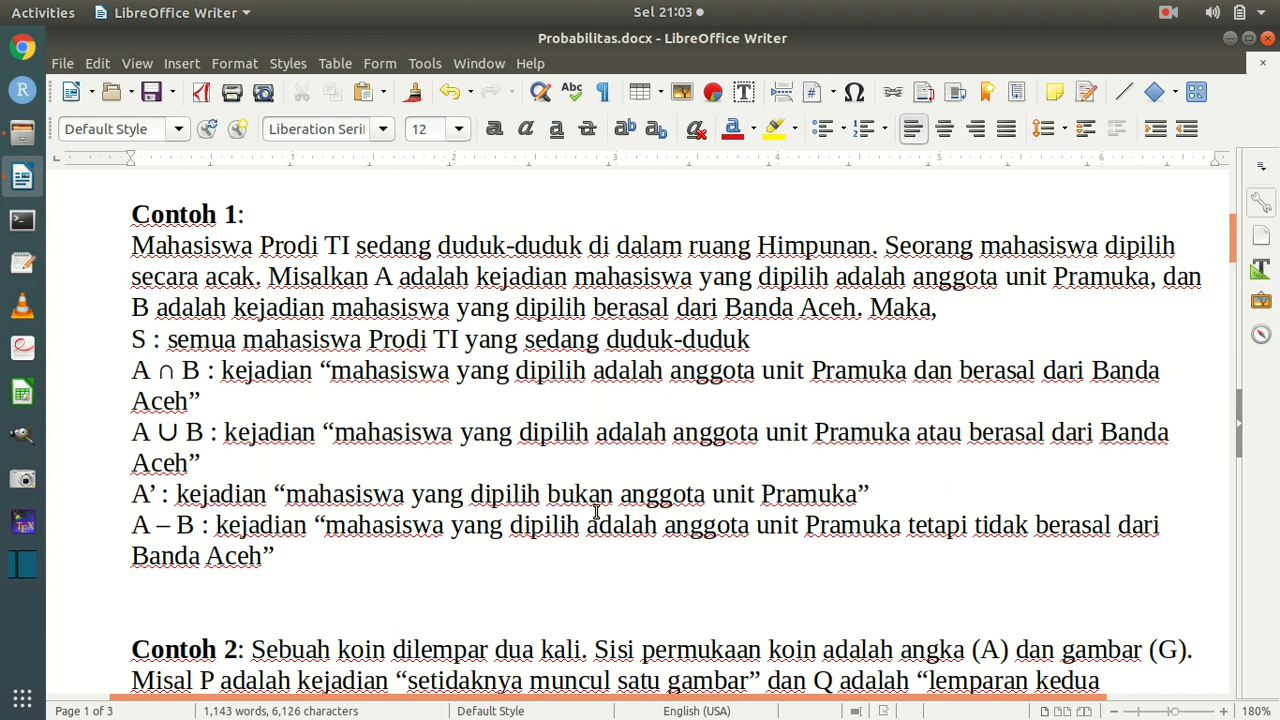 Activities LibreOffice Writer Sel 21:03
Probabilitas.docx - LibreOffice Writer
File Edit View Insert Format Styles Table Form Tools Window Help
Default Style Liberation Seri 12
1 2 3 4 5 6
Contoh 1:
Mahasiswa Prodi TI sedang duduk-duduk di dalam ruang Himpunan. Seorang mahasiswa dipilih
secara acak. Misalkan A adalah kejadian mahasiswa yang dipilih adalah anggota unit Pramuka, dan
B adalah kejadian mahasiswa yang dipilih berasal dari Banda Aceh. Maka,
S : semua mahasiswa Prodi TI yang sedang duduk-duduk
A ∩ B : kejadian “mahasiswa yang dipilih adalah anggota unit Pramuka dan berasal dari Banda
Aceh”
A ∪ B : kejadian “mahasiswa yang dipilih adalah anggota unit Pramuka atau berasal dari Banda
Aceh”
A’ : kejadian “mahasiswa yang dipilih bukan anggota unit Pramuka”
A – B : kejadian “mahasiswa yang dipilih adalah anggota unit Pramuka tetapi tidak berasal dari
Banda Aceh”
Contoh 2: Sebuah koin dilempar dua kali. Sisi permukaan koin adalah angka (A) dan gambar (G).
Misal P adalah kejadian “setidaknya muncul satu gambar” dan Q adalah “lemparan kedua
Page 1 of 3 1,143 words, 6,126 characters Default Style English (USA) 180%